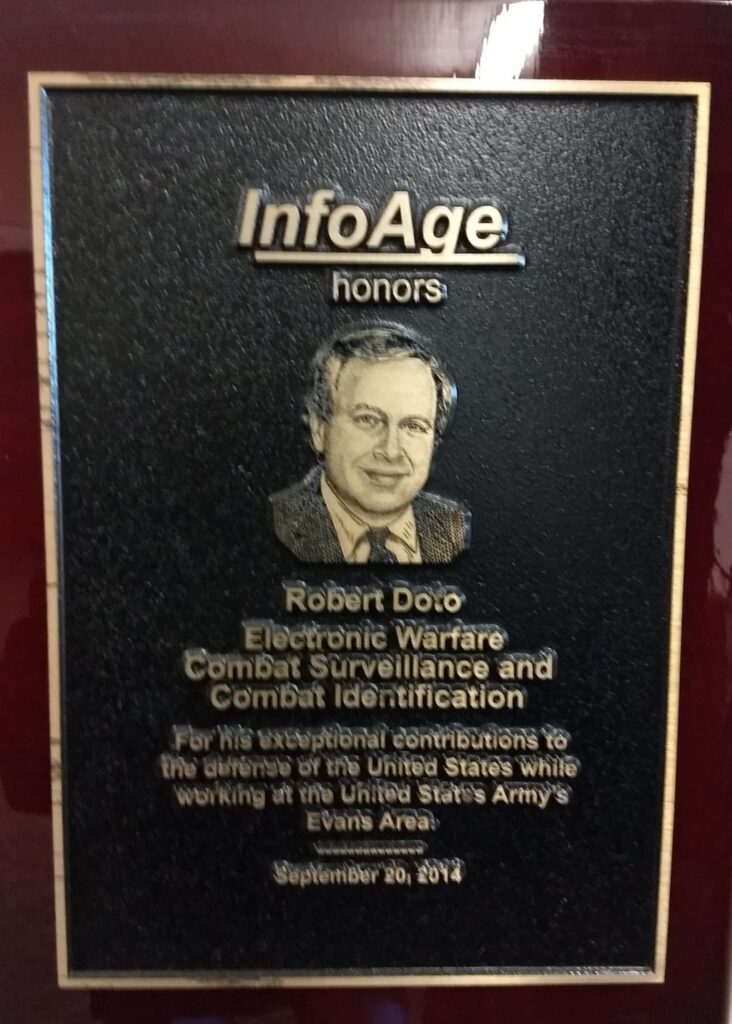 InfoAge
honors
Robert Doto
Electronic Warfare
Combat Surveillance and
Combat Identification
For his exceptional contributions to
the defense of the United States while
working at the United States Army's
Evans Area.
September 20, 2014